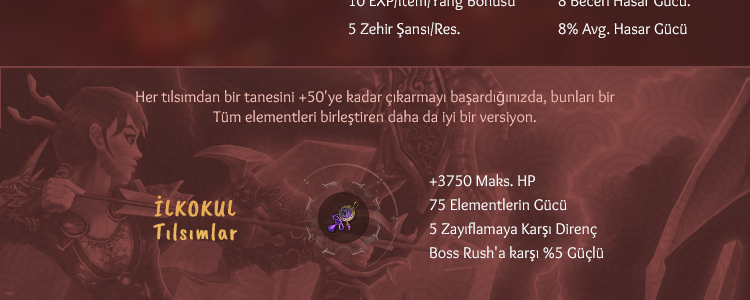 10 EXP/Item/Yang Bonusu
8 Beceri Hasar Gücü.
5 Zehir Şansı/Res.
8% Avg. Hasar Gücü
Her tılsımdan bir tanesini +50'ye kadar çıkarmayı başardığınızda, bunları bir
Tüm elementleri birleştiren daha da iyi bir versiyon.
İLKOKUL
Tılsımlar
+3750 Maks. HP
75 Elementlerin Gücü
5 Zayıflamaya Karşı Direnç
Boss Rush'a karşı %5 Güçlü